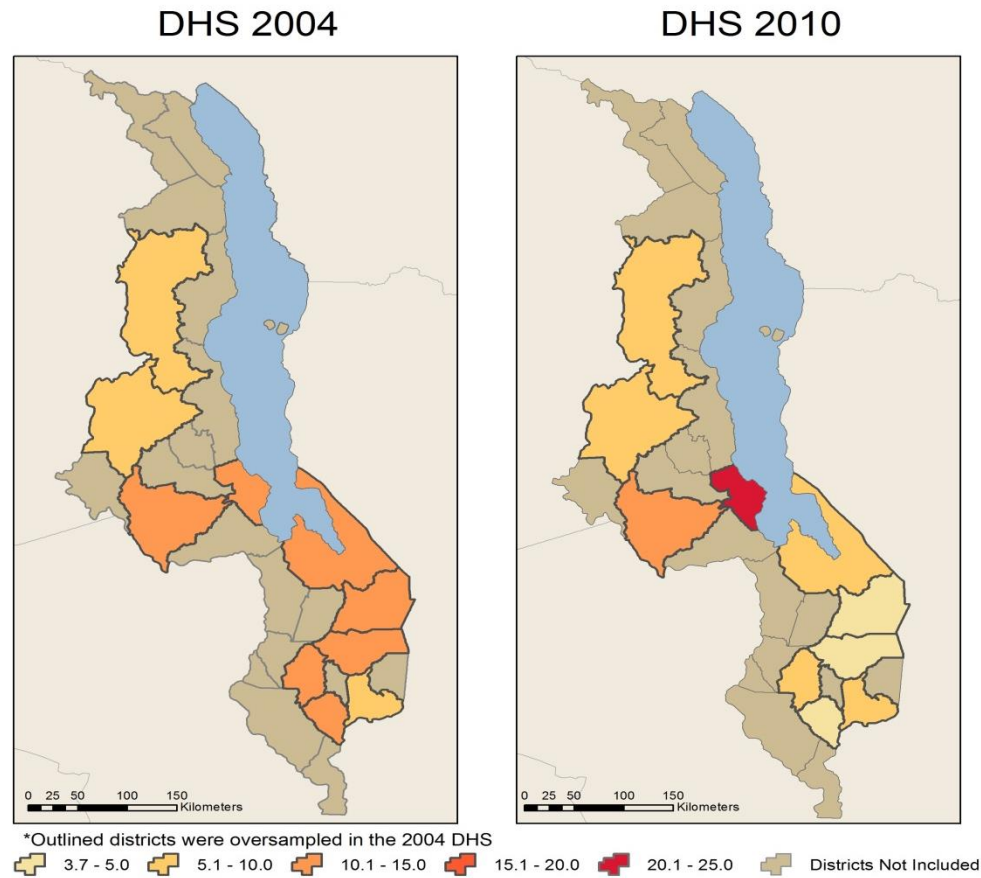 DHS 2004
DHS 2010
0 25 50 100 150
Kilometers
0 25 50 100 150
Kilometers
*Outlined districts were oversampled in the 2004 DHS
3.7 - 5.0 5.1 - 10.0 10.1 - 15.0 15.1 - 20.0 20.1 - 25.0 Districts Not Included